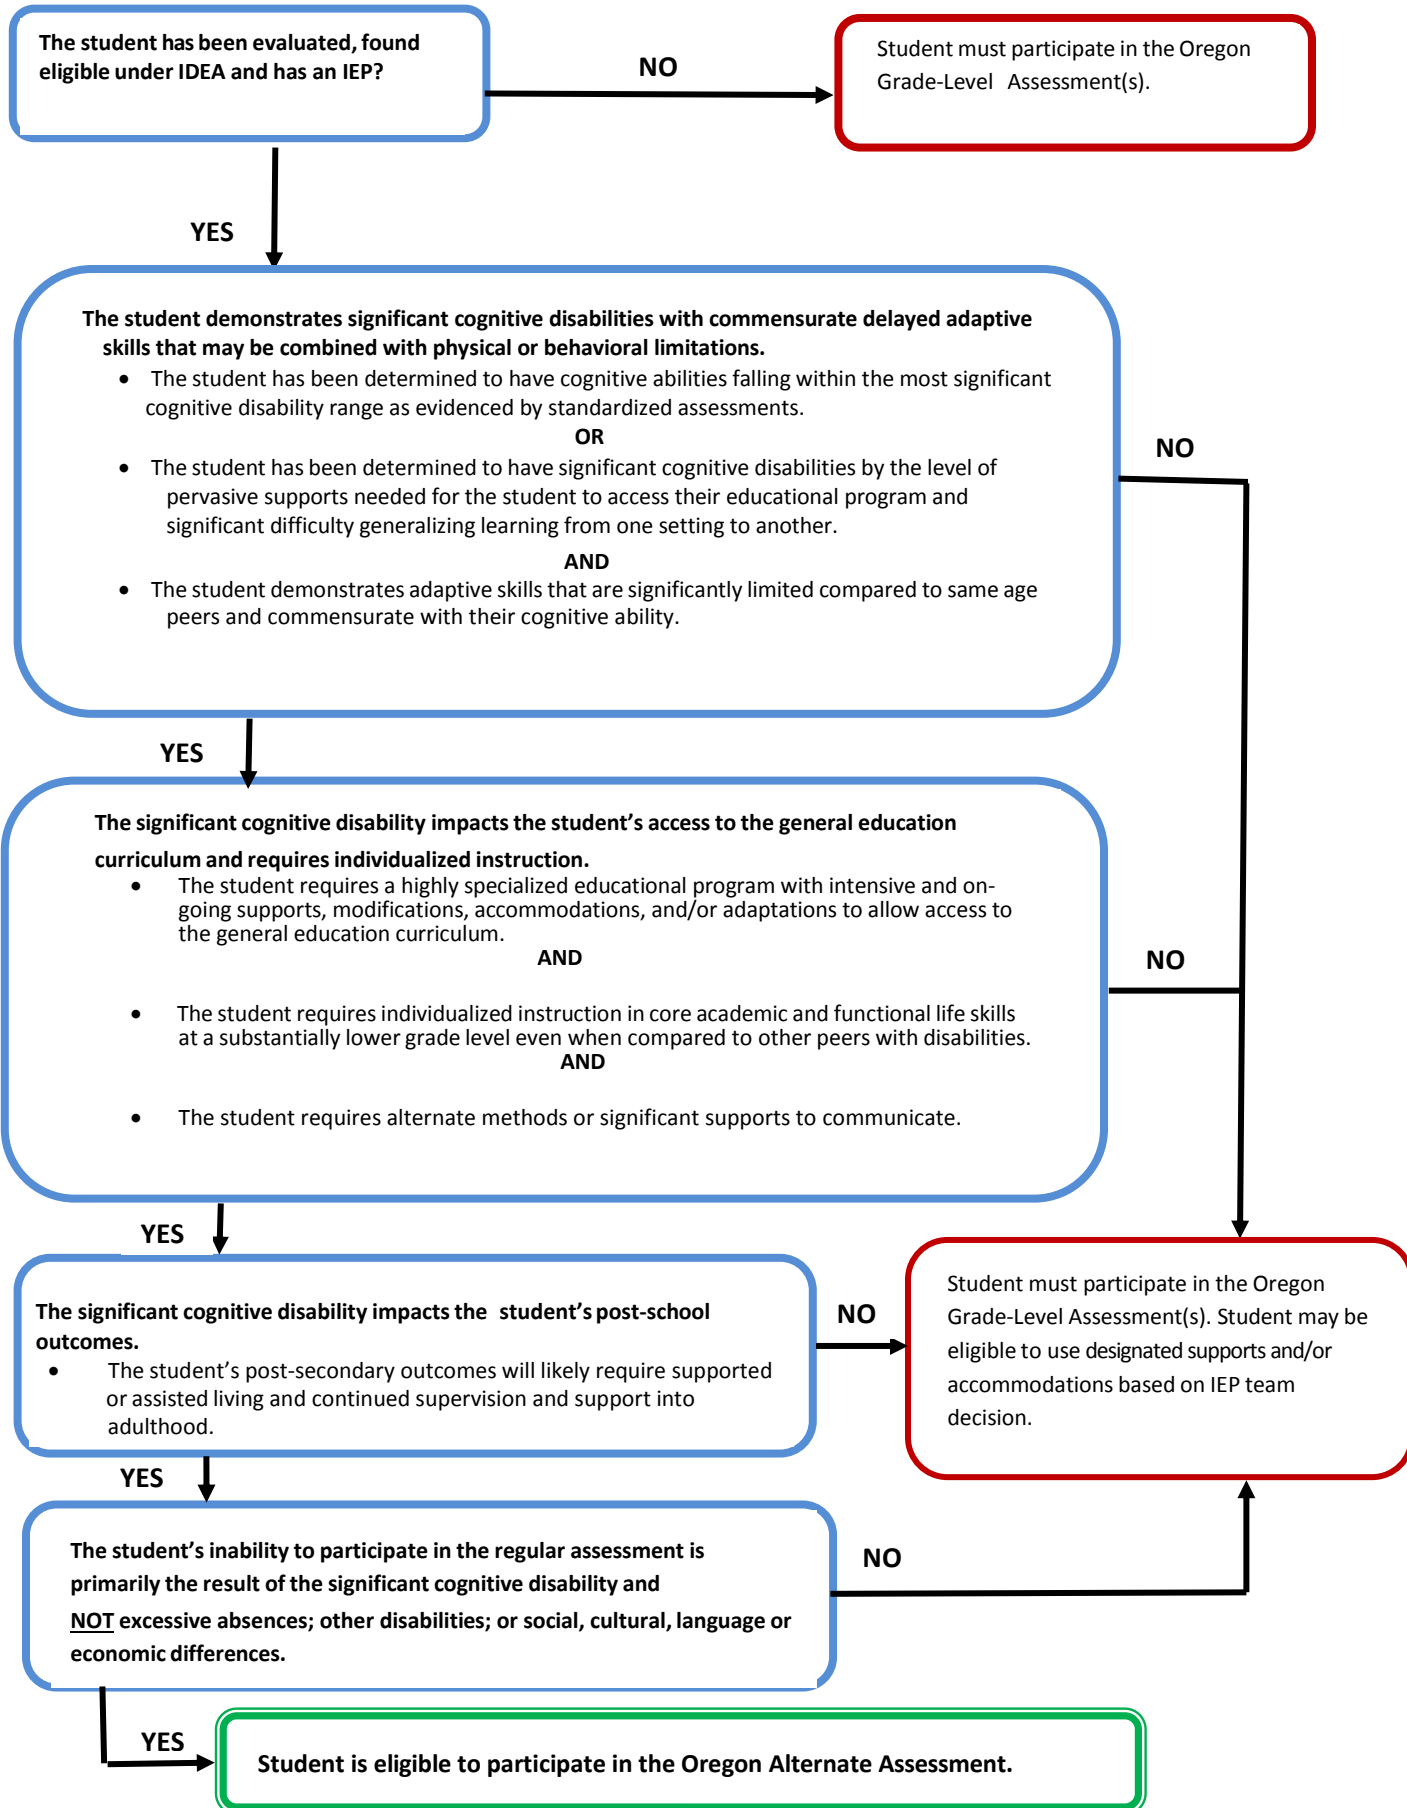 The student has been evaluated, found
eligible under IDEA and has an IEP?
NO
Student must participate in the Oregon
Grade-Level Assessment(s).
YES
The student demonstrates significant cognitive disabilities with commensurate delayed adaptive
skills that may be combined with physical or behavioral limitations.
• The student has been determined to have cognitive abilities falling within the most significant
cognitive disability range as evidenced by standardized assessments.
OR
• The student has been determined to have significant cognitive disabilities by the level of
pervasive supports needed for the student to access their educational program and
significant difficulty generalizing learning from one setting to another.
AND
• The student demonstrates adaptive skills that are significantly limited compared to same age
peers and commensurate with their cognitive ability.
NO
YES
The significant cognitive disability impacts the student's access to the general education
curriculum and requires individualized instruction.
• The student requires a highly specialized educational program with intensive and on-
going supports, modifications, accommodations, and/or adaptations to allow access to
the general education curriculum.
AND
• The student requires individualized instruction in core academic and functional life skills
at a substantially lower grade level even when compared to other peers with disabilities.
AND
• The student requires alternate methods or significant supports to communicate.
NO
YES
The significant cognitive disability impacts the student's post-school
outcomes.
• The student's post-secondary outcomes will likely require supported
or assisted living and continued supervision and support into
adulthood.
NO
Student must participate in the Oregon
Grade-Level Assessment(s). Student may be
eligible to use designated supports and/or
accommodations based on IEP team
decision.
YES
The student's inability to participate in the regular assessment is
primarily the result of the significant cognitive disability and
NOT excessive absences; other disabilities; or social, cultural, language or
economic differences.
NO
YES
Student is eligible to participate in the Oregon Alternate Assessment.